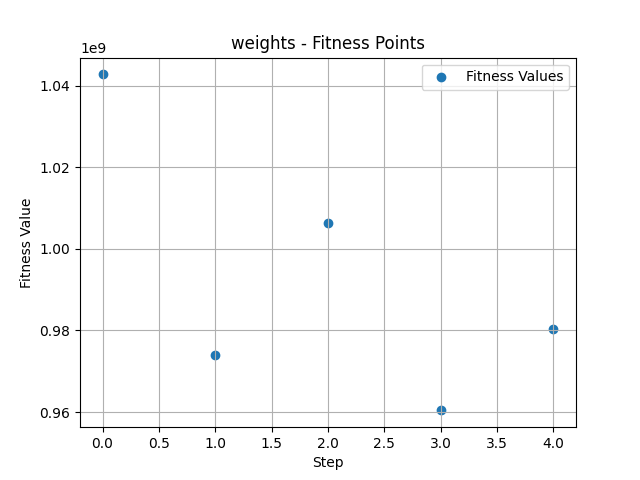 weights - Fitness Points
1e9
Fitness Values
1.04
1.02
1.00
0.98
0.96
Fitness Value
0.0 0.5 1.0 1.5 2.0 2.5 3.0 3.5 4.0
Step